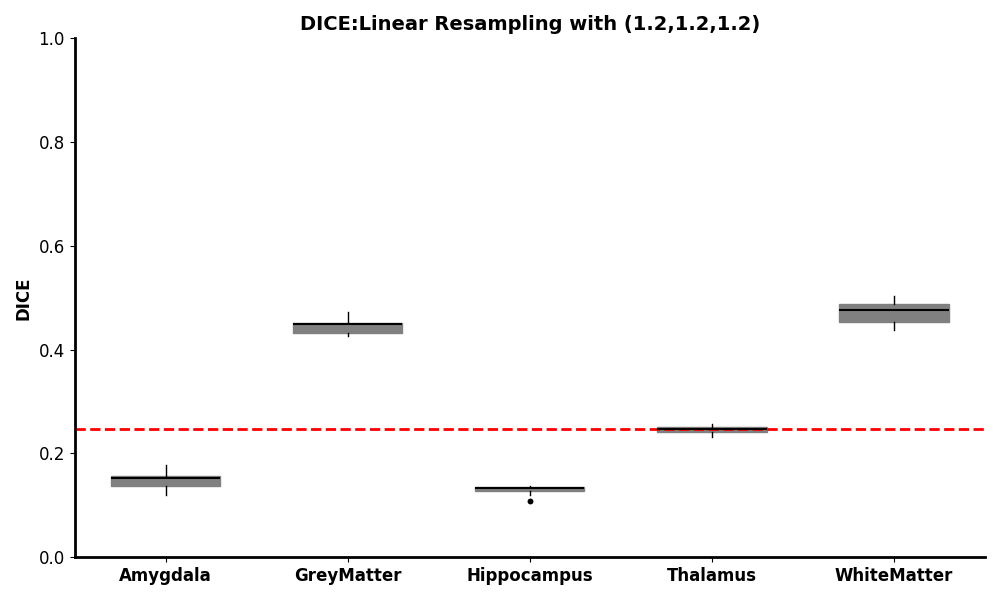 DICE:Linear Resampling with (1.2,1.2,1.2)
1.0
0.8
0.6
0.4
0.2
0.0
DICE
Amygdala
GreyMatter
Hippocampus
Thalamus
WhiteMatter